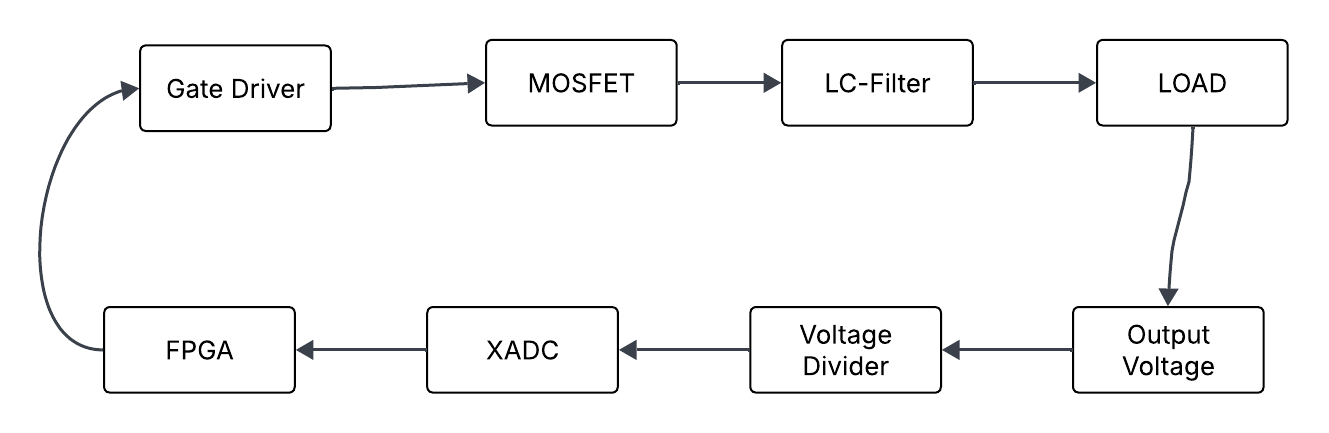 Gate Driver
MOSFET
LC-Filter
LOAD
FPGA
XADC
Voltage
Divider
Output
Voltage